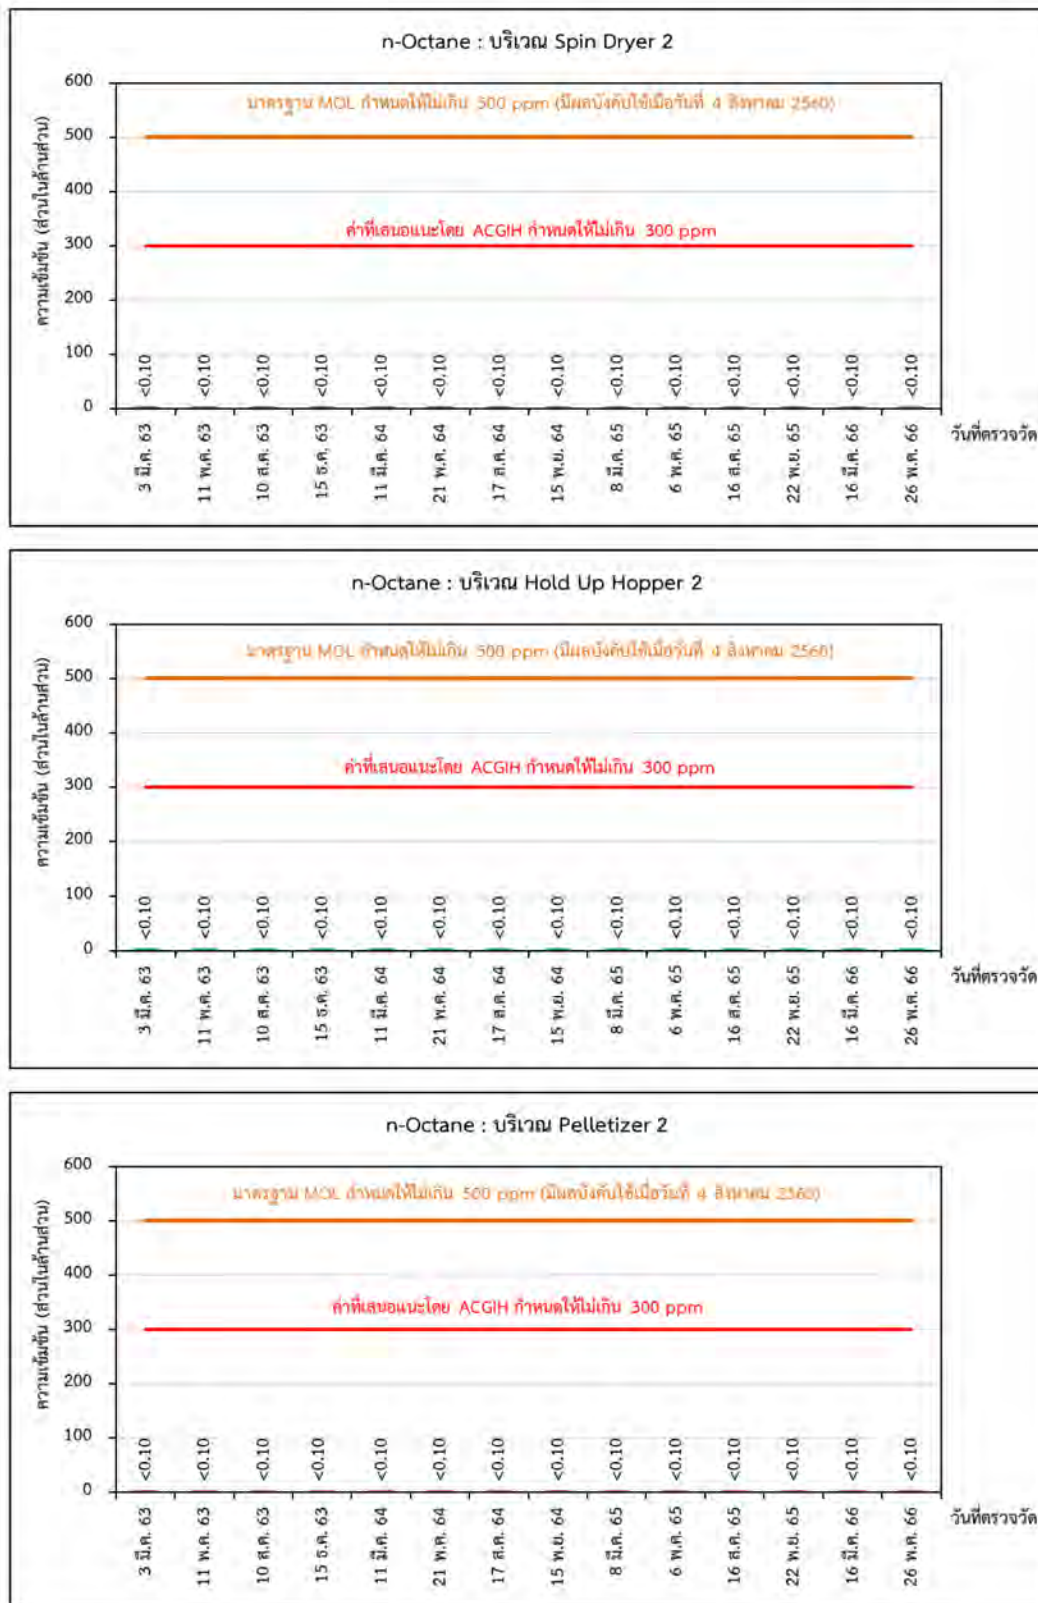 n-Octane : บริเวณ Spin Dryer 2
ความเข้มข้น (ส่วนในล้านส่วน)
600
มาตรฐาน MOL กำหนดให้ไม่เกิน 500 ppm (มีผลบังคับใช้เมื่อวันที่ 4 สิงหาคม 2560)
500
400
ค่าที่เสนอแนะโดย ACGIH กำหนดให้ไม่เกิน 300 ppm
300
200
100
<0.10 <0.10 <0.10 <0.10 <0.10 <0.10 <0.10 <0.10 <0.10 <0.10 <0.10 <0.10 <0.10 <0.10
0
วันที่ตรวจวัด
3 มี.ค. 63 11 พ.ค. 63 10 ส.ค. 63 15 ธ.ค. 63 11 มี.ค. 64 21 พ.ค. 64 17 ส.ค. 64 15 พ.ย. 64 8 มี.ค. 65 6 พ.ค. 65 16 ส.ค. 65 22 พ.ย. 65 16 มี.ค. 66 26 พ.ค. 66
n-Octane : บริเวณ Hold Up Hopper 2
ความเข้มข้น (ส่วนในล้านส่วน)
600
มาตรฐาน MOL กำหนดให้ไม่เกิน 500 ppm (มีผลบังคับใช้เมื่อวันที่ 4 สิงหาคม 2560)
500
400
ค่าที่เสนอแนะโดย ACGIH กำหนดให้ไม่เกิน 300 ppm
300
200
100
<0.10 <0.10 <0.10 <0.10 <0.10 <0.10 <0.10 <0.10 <0.10 <0.10 <0.10 <0.10 <0.10 <0.10
0
วันที่ตรวจวัด
3 มี.ค. 63 11 พ.ค. 63 10 ส.ค. 63 15 ธ.ค. 63 11 มี.ค. 64 21 พ.ค. 64 17 ส.ค. 64 15 พ.ย. 64 8 มี.ค. 65 6 พ.ค. 65 16 ส.ค. 65 22 พ.ย. 65 16 มี.ค. 66 26 พ.ค. 66
n-Octane : บริเวณ Pelletizer 2
ความเข้มข้น (ส่วนในล้านส่วน)
600
มาตรฐาน MOL กำหนดให้ไม่เกิน 500 ppm (มีผลบังคับใช้เมื่อวันที่ 4 สิงหาคม 2560)
500
400
ค่าที่เสนอแนะโดย ACGIH กำหนดให้ไม่เกิน 300 ppm
300
200
100
<0.10 <0.10 <0.10 <0.10 <0.10 <0.10 <0.10 <0.10 <0.10 <0.10 <0.10 <0.10 <0.10 <0.10
0
วันที่ตรวจวัด
3 มี.ค. 63 11 พ.ค. 63 10 ส.ค. 63 15 ธ.ค. 63 11 มี.ค. 64 21 พ.ค. 64 17 ส.ค. 64 15 พ.ย. 64 8 มี.ค. 65 6 พ.ค. 65 16 ส.ค. 65 22 พ.ย. 65 16 มี.ค. 66 26 พ.ค. 66